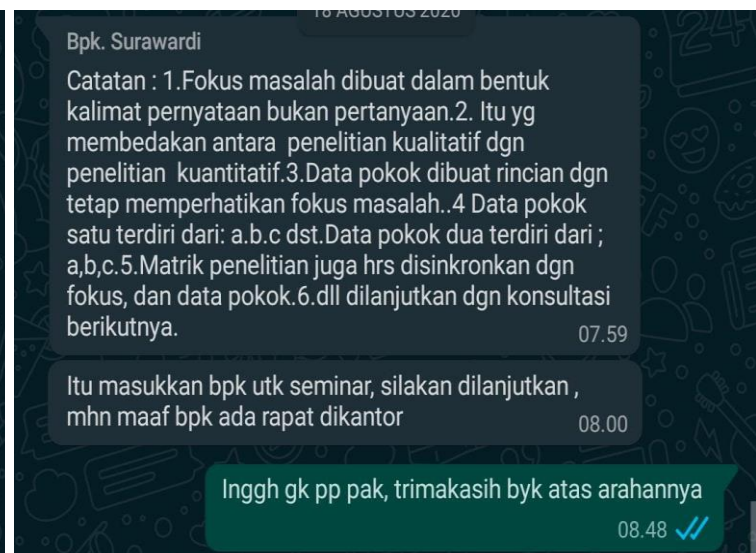 18 AGUSTUS 2020
Bpk. Surawardi
Catatan : 1.Fokus masalah dibuat dalam bentuk
kalimat pernyataan bukan pertanyaan.2. Itu yg
membedakan antara penelitian kualitatif dgn
penelitian kuantitatif.3.Data pokok dibuat rincian dgn
tetap memperhatikan fokus masalah..4 Data pokok
satu terdiri dari: a.b.c dst.Data pokok dua terdiri dari ;
a,b,c.5.Matrik penelitian juga hrs disinkronkan dgn
fokus, dan data pokok.6.dll dilanjutkan dgn konsultasi
berikutnya.
07.59
Itu masukkan bpk utk seminar, silakan dilanjutkan ,
mhn maaf bpk ada rapat dikantor
08.00
Inggh gk pp pak, trimakasih byk atas arahannya
08.48